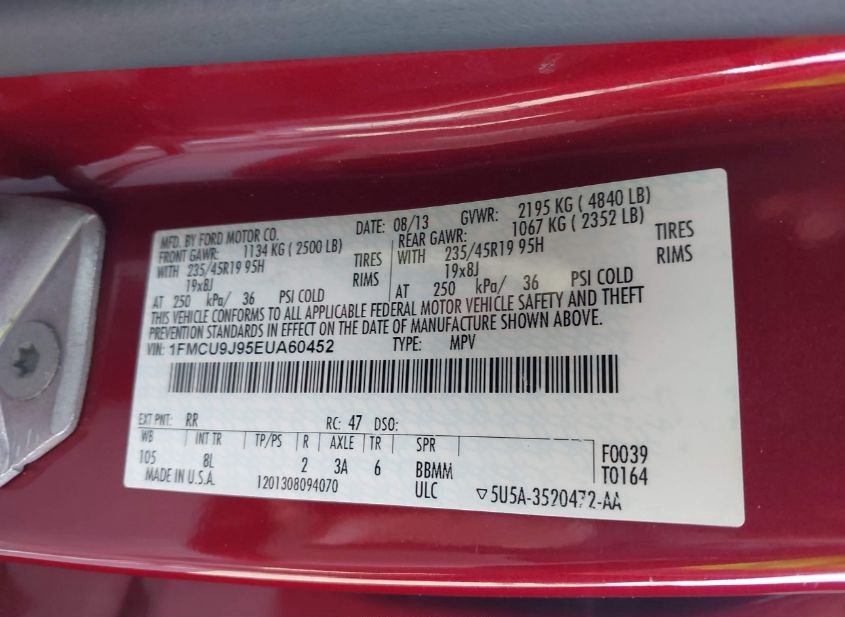 MFD. BY FORD MOTOR CO. DATE: 08/13 GVWR: 2195 KG ( 4840 LB)
FRONT GAWR: 1134 KG ( 2500 LB) REAR GAWR: 1067 KG ( 2352 LB)
WITH 235/45R19 95H TIRES WITH 235/45R19 95H TIRES
19x8J RIMS 19x8J RIMS
AT 250 kPa/ 36 PSI COLD AT 250 kPa/ 36 PSI COLD
THIS VEHICLE CONFORMS TO ALL APPLICABLE FEDERAL MOTOR VEHICLE SAFETY AND THEFT
PREVENTION STANDARDS IN EFFECT ON THE DATE OF MANUFACTURE SHOWN ABOVE.
VIN: 1FMCU9J95EUA60452 TYPE: MPV
EXT PNT: RR RC: 47 DSO:
WB INT TR TP/PS R AXLE TR SPR F0039
105 8L 2 3A 6 BBMM T0164
MADE IN U.S.A. 1201308094070 ULC ▽5U5A-3520472-AA